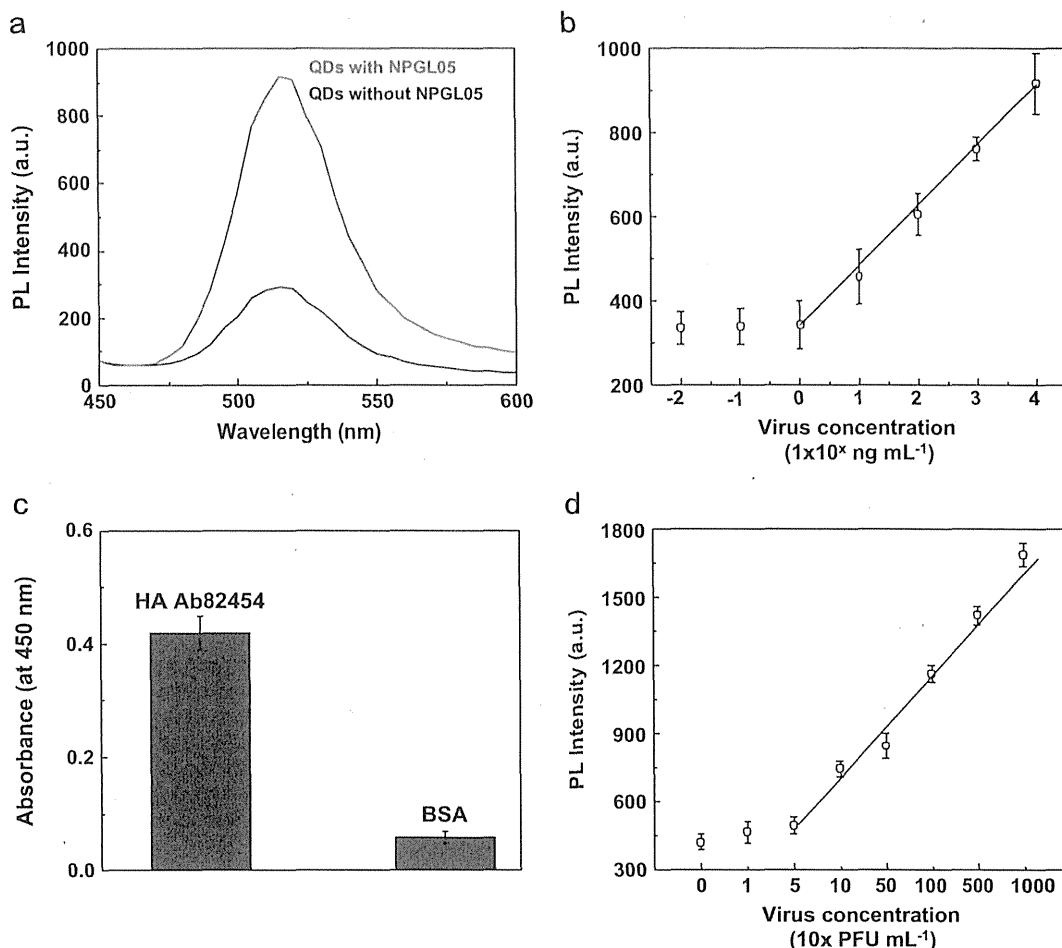 a
1000
800
600
400
200
0
PL Intensity (a.u.)
QDs with NPGL05
QDs without NPGL05
450 500 550 600
Wavelength (nm)
b
1000
800
600
400
200
PL Intensity (a.u.)
-2 -1 0 1 2 3 4
Virus concentration
(1x10ˣ ng mL⁻¹)
c
0.6
0.4
0.2
0.0
Absorbance (at 450 nm)
HA Ab82454
BSA
d
1800
1500
1200
900
600
300
PL Intensity (a.u.)
0 1 5 10 50 100 500 1000
Virus concentration
(10x PFU mL⁻¹)